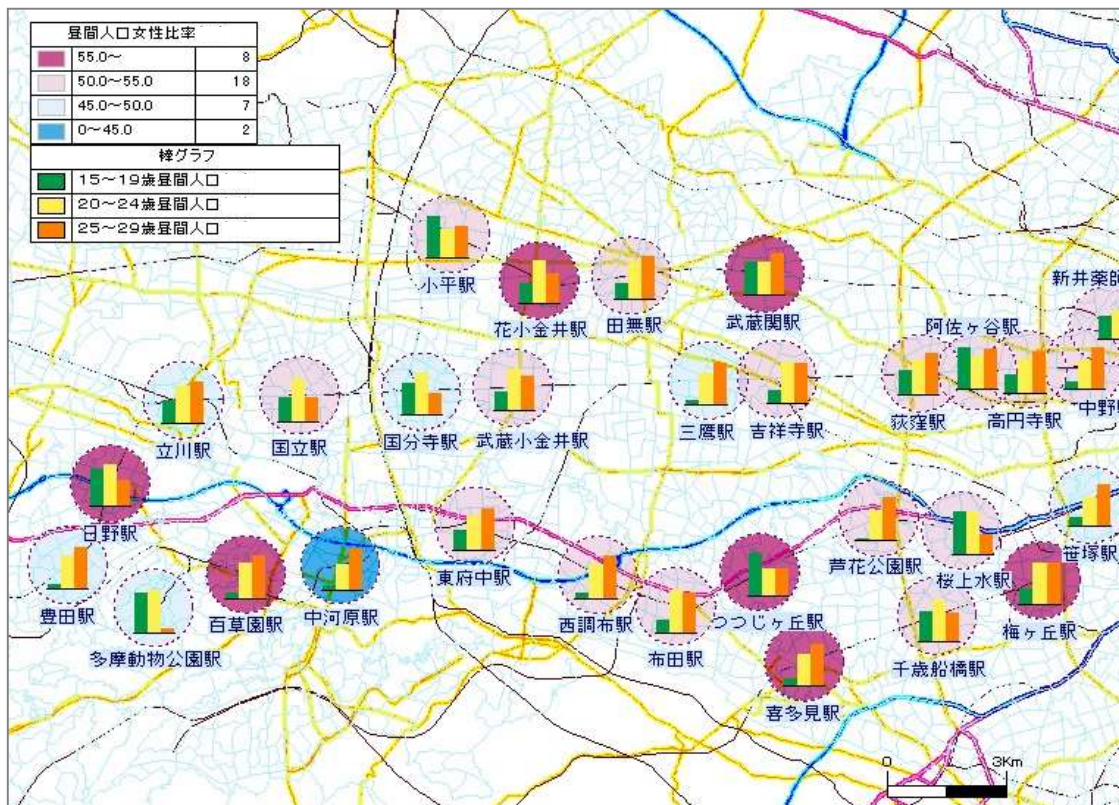 昼間人口女性比率
55.0～ 8
50.0～55.0 18
45.0～50.0 7
0～45.0 2
棒グラフ
15～19歳昼間人口
20～24歳昼間人口
25～29歳昼間人口
小平駅
花小金井駅
田無駅
武蔵関駅
新井薬師
阿佐ヶ谷駅
立川駅
国立駅
国分寺駅
武蔵小金井駅
三鷹駅
吉祥寺駅
荻窪駅
高円寺駅
中野
日野駅
豊田駅
多摩動物公園駅
百草園駅
中河原駅
東府中駅
西調布駅
布田駅
つつじヶ丘駅
喜多見駅
芦花公園駅
桜上水駅
笹塚駅
梅ヶ丘駅
千歳船橋駅
0 3Km